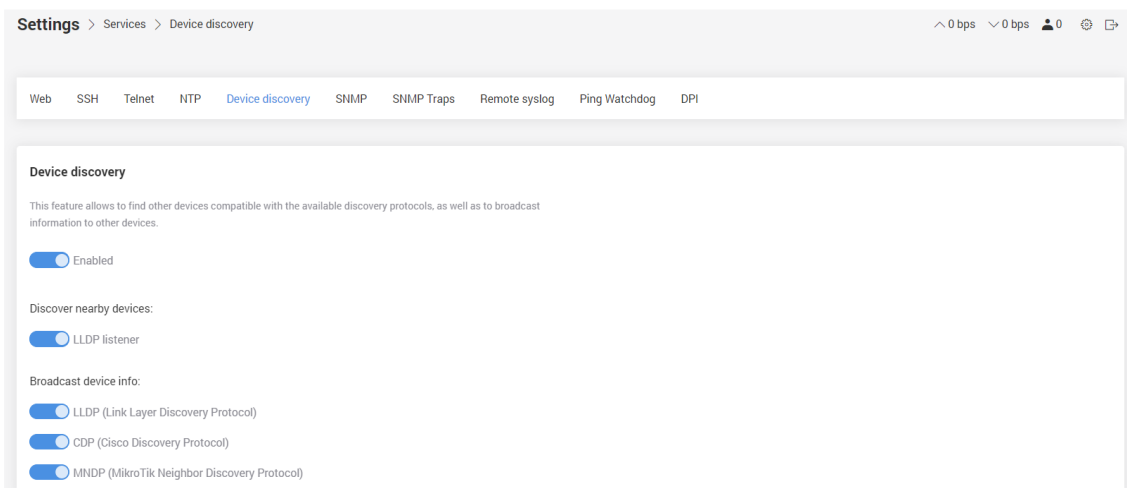 Settings > Services > Device discovery 0 bps 0 bps 0
Web SSH Telnet NTP Device discovery SNMP SNMP Traps Remote syslog Ping Watchdog DPI
Device discovery
This feature allows to find other devices compatible with the available discovery protocols, as well as to broadcast
information to other devices.
Enabled
Discover nearby devices:
LLDP listener
Broadcast device info:
LLDP (Link Layer Discovery Protocol)
CDP (Cisco Discovery Protocol)
MNDP (MikroTik Neighbor Discovery Protocol)